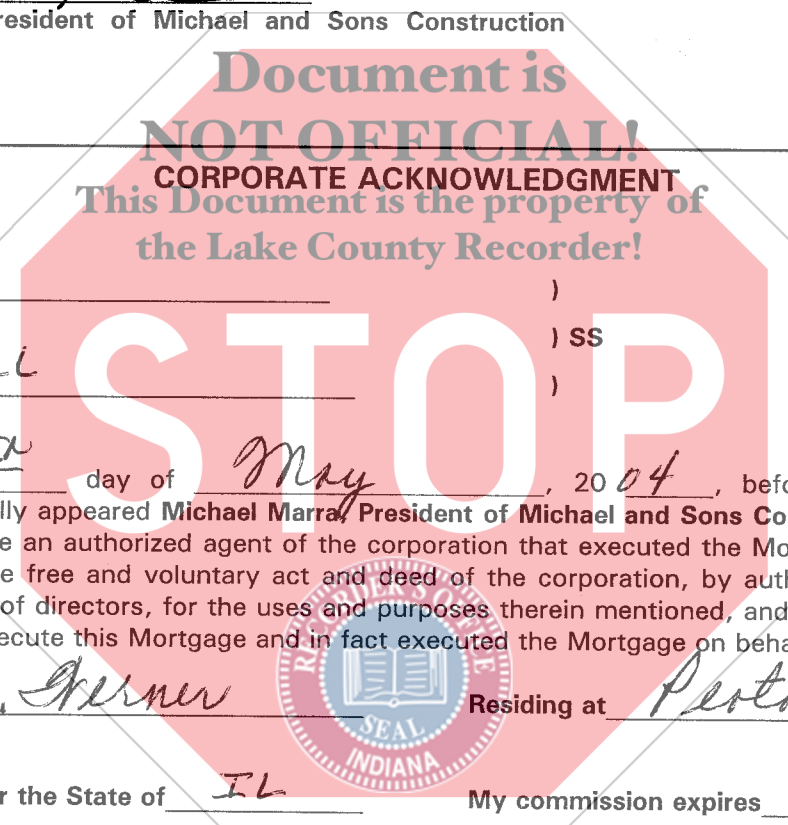 resident of Michael and Sons Construction
Document is
NOT OFFICIAL!
CORPORATE ACKNOWLEDGMENT
This Document is the property of
the Lake County Recorder!
)
) SS
)
STOP
day of May, 20 04, befo
lly appeared Michael Marra, President of Michael and Sons Co
e an authorized agent of the corporation that executed the Mo
e free and voluntary act and deed of the corporation, by auth
of directors, for the uses and purposes therein mentioned, and
ecute this Mortgage and in fact executed the Mortgage on beha
Werner Residing at Peoto
RECORDER'S OFFICE
SEAL
INDIANA
r the State of IL My commission expires